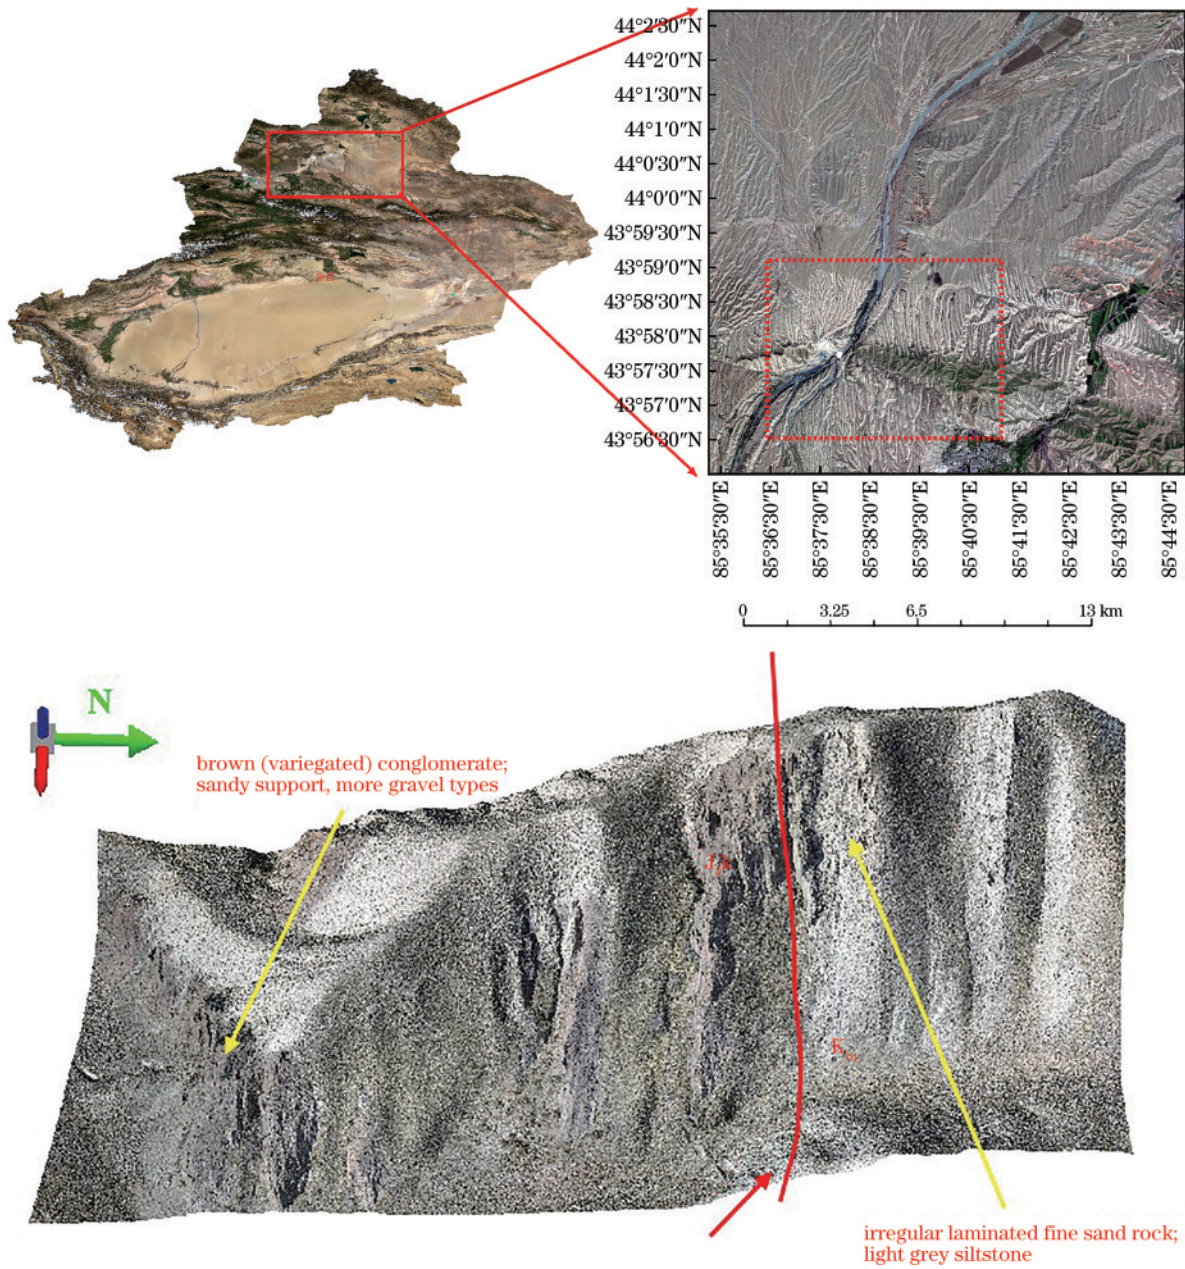 44°2′30″N
44°2′0″N
44°1′30″N
44°1′0″N
44°0′30″N
44°0′0″N
43°59′30″N
43°59′0″N
43°58′30″N
43°58′0″N
43°57′30″N
43°57′0″N
43°56′30″N
85°35′30″E
85°36′30″E
85°37′30″E
85°38′30″E
85°39′30″E
85°40′30″E
85°41′30″E
85°42′30″E
85°43′30″E
85°44′30″E
0 3.25 6.5 13 km
N
brown (variegated) conglomerate;
sandy support, more gravel types
irregular laminated fine sand rock;
light grey siltstone